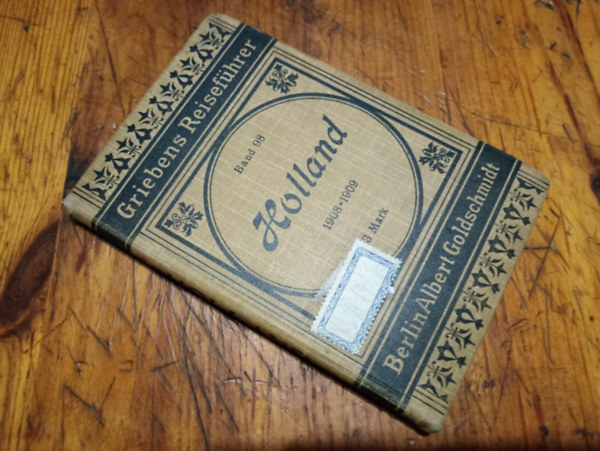 Griebens Reiseführer
Band 98
Holland
1908-1909
3 Mark
Berlin Albert Goldschmidt